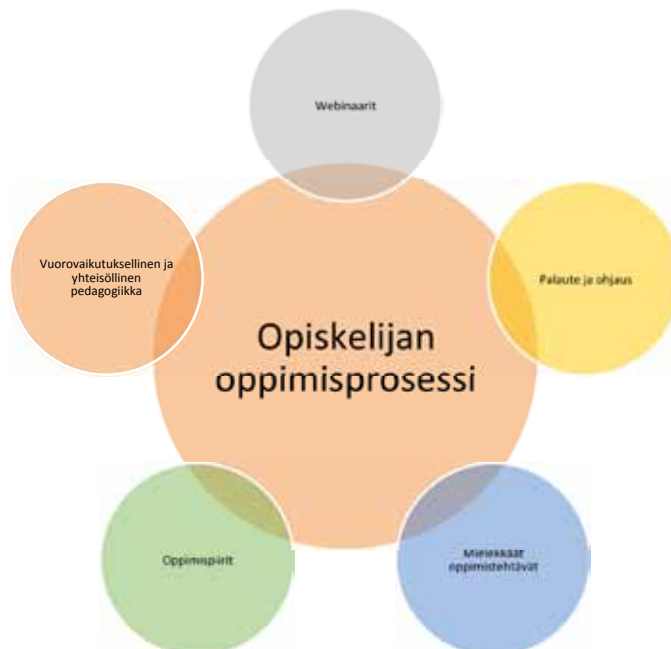 Webinaarit
Vuorovaikutuksellinen ja
yhteisöllinen
pedagogiikka
Palaute ja ohjaus
Opiskelijan
oppimisprosessi
Oppimispiirit
Mielekkäät
oppimistehtävät